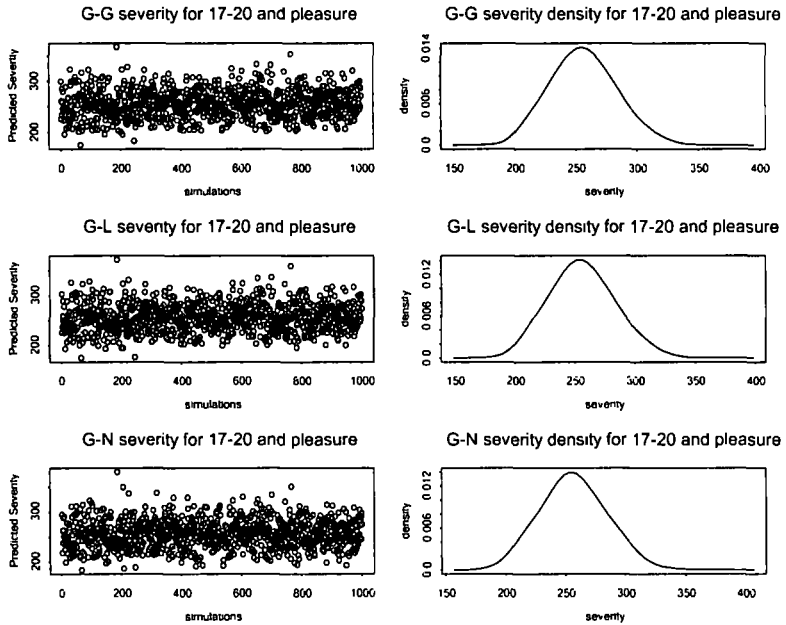 G-G severity for 17-20 and pleasure
Predicted Severity
300
200
0 200 400 600 800 1000
simulations
G-G severity density for 17-20 and pleasure
density
0.014
0.006
0.0
150 200 250 300 350 400
severity
G-L severity for 17-20 and pleasure
Predicted Severity
300
200
0 200 400 600 800 1000
simulations
G-L severity density for 17-20 and pleasure
density
0.012
0.006
0.0
150 200 250 300 350 400
severity
G-N severity for 17-20 and pleasure
Predicted Severity
300
200
0 200 400 600 800 1000
simulations
G-N severity density for 17-20 and pleasure
density
0.012
0.006
0.0
150 200 250 300 350 400
severity